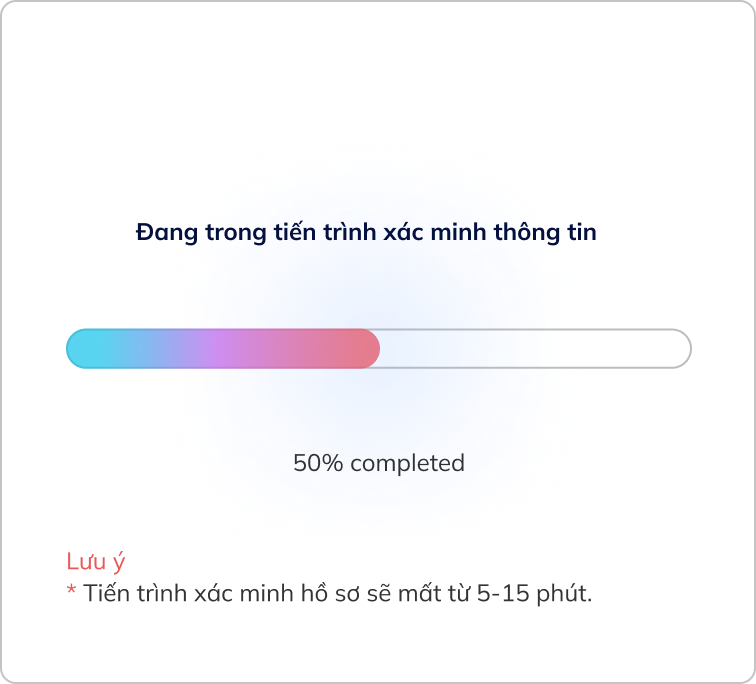 Đang trong tiến trình xác minh thông tin
50% completed
Lưu ý
* Tiến trình xác minh hồ sơ sẽ mất từ 5-15 phút.